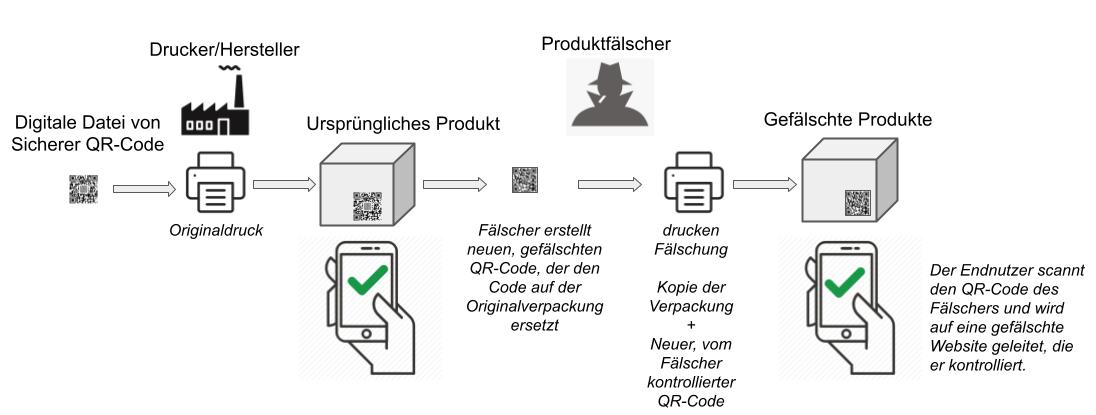 Drucker/Hersteller
Produktfälscher
Digitale Datei von
Sicherer QR-Code
Ursprüngliches Produkt
Gefälschte Produkte
Originaldruck
Fälscher erstellt
neuen, gefälschten
QR-Code, der den
Code auf der
Originalverpackung
ersetzt
drucken
Fälschung
Kopie der
Verpackung
+
Neuer, vom
Fälscher
kontrollierter
QR-Code
Der Endnutzer scannt
den QR-Code des
Fälschers und wird
auf eine gefälschte
Website geleitet, die
er kontrolliert.